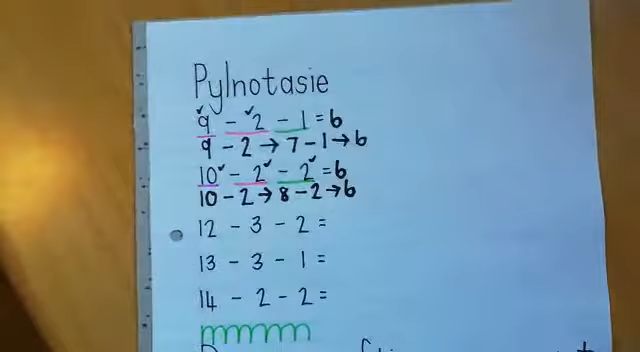 Pylnotasie
9 - 2 - 1 = 6
9 - 2 → 7 - 1 → 6
10 - 2 - 2 = 6
10 - 2 → 8 - 2 → 6
12 - 3 - 2 =
13 - 3 - 1 =
14 - 2 - 2 =